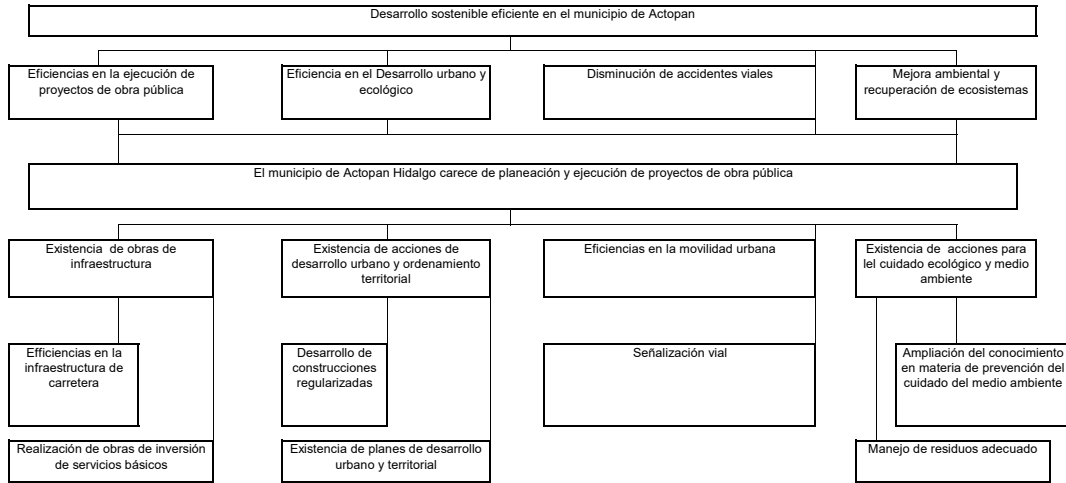 Desarrollo sostenible eficiente en el municipio de Actopan
Eficiencias en la ejecución de
proyectos de obra pública
Eficiencia en el Desarrollo urbano y
ecológico
Disminución de accidentes viales
Mejora ambiental y
recuperación de ecosistemas
El municipio de Actopan Hidalgo carece de planeación y ejecución de proyectos de obra pública
Existencia de obras de
infraestructura
Existencia de acciones de
desarrollo urbano y ordenamiento
territorial
Eficiencias en la movilidad urbana
Existencia de acciones para
lel cuidado ecológico y medio
ambiente
Efficiencias en la
infraestructura de
carretera
Desarrollo de
construcciones
regularizadas
Señalización vial
Ampliación del conocimiento
en materia de prevención del
cuidado del medio ambiente
Realización de obras de inversión
de servicios básicos
Existencia de planes de desarrollo
urbano y territorial
Manejo de residuos adecuado